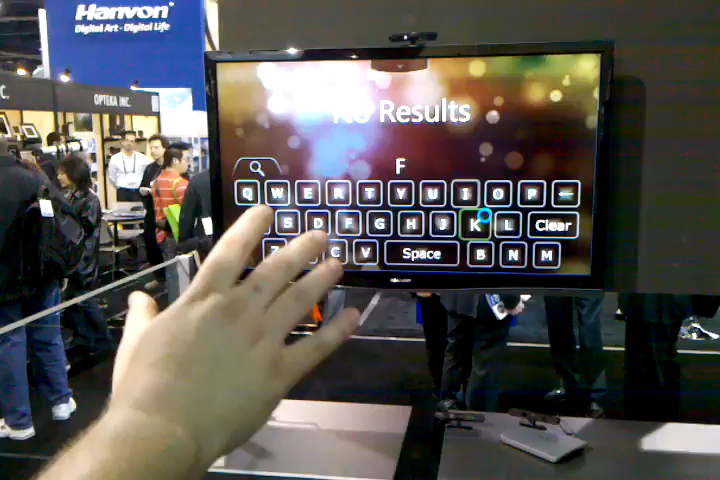 Hanvon
Digital Art · Digital Life
C.
OPTEKA INC.
No Results
F
Q W E R T Y U I O P ←
S D F G H J K L Clear
Z C V Space B N M